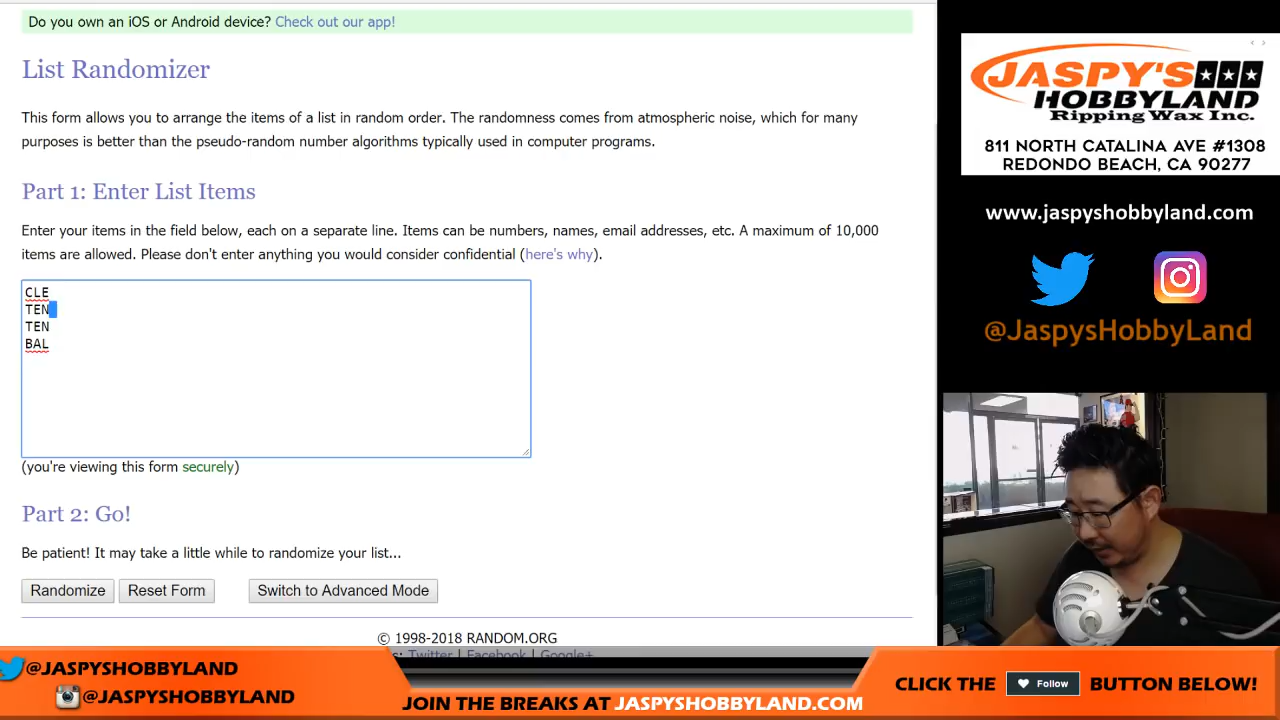 Do you own an iOS or Android device? Check out our app!
List Randomizer
This form allows you to arrange the items of a list in random order. The randomness comes from atmospheric noise, which for many
purposes is better than the pseudo-random number algorithms typically used in computer programs.
Part 1: Enter List Items
Enter your items in the field below, each on a separate line. Items can be numbers, names, email addresses, etc. A maximum of 10,000
items are allowed. Please don't enter anything you would consider confidential (here's why).
CLE
TEN
TEN
BAL
(you're viewing this form securely)
Part 2: Go!
Be patient! It may take a little while to randomize your list...
Randomize Reset Form Switch to Advanced Mode
© 1998-2018 RANDOM.ORG
Twitter | Facebook | Google+
JASPY'S
HOBBYLAND
Ripping Wax Inc.
811 NORTH CATALINA AVE #1308
REDONDO BEACH, CA 90277
www.jaspyshobbyland.com
@JaspysHobbyLand
@JASPYSHOBBYLAND
@JASPYSHOBBYLAND
JOIN THE BREAKS AT JASPYSHOBBYLAND.COM
CLICK THE Follow BUTTON BELOW!